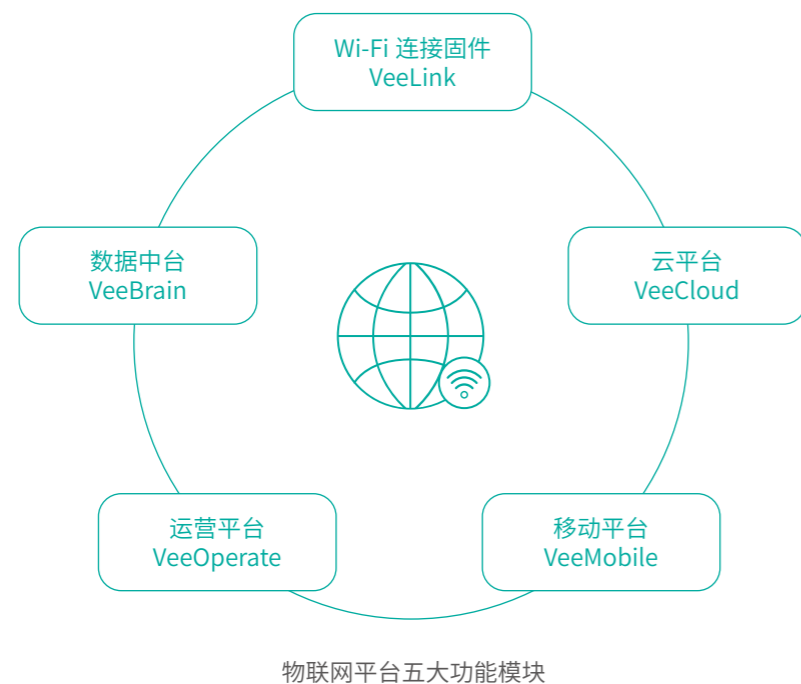 Wi-Fi 连接固件
VeeLink
数据中台
VeeBrain
云平台
VeeCloud
运营平台
VeeOperate
移动平台
VeeMobile
物联网平台五大功能模块